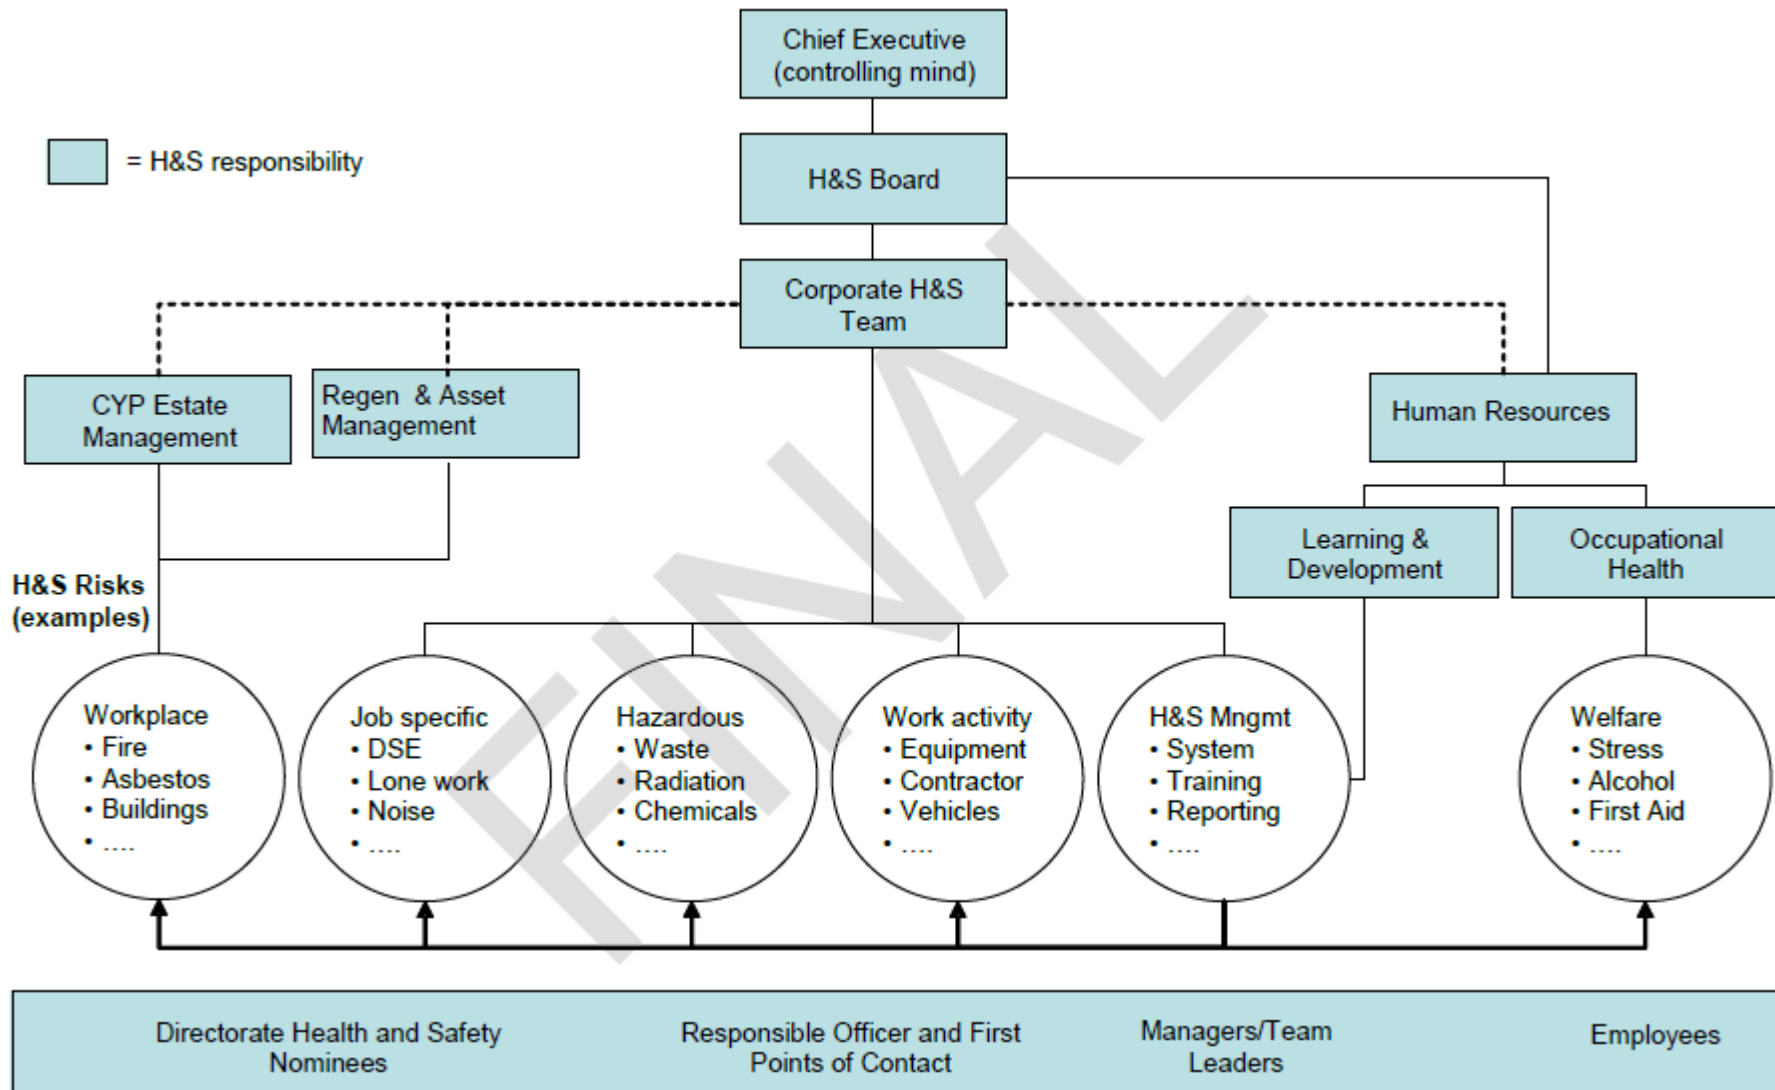 Chief Executive
(controlling mind)
= H&S responsibility
H&S Board
Corporate H&S
Team
CYP Estate
Management
Regen & Asset
Management
Human Resources
Learning &
Development
Occupational
Health
H&S Risks
(examples)
Workplace
• Fire
• Asbestos
• Buildings
• ....
Job specific
• DSE
• Lone work
• Noise
• ....
Hazardous
• Waste
• Radiation
• Chemicals
• ....
Work activity
• Equipment
• Contractor
• Vehicles
• ....
H&S Mngmt
• System
• Training
• Reporting
• ....
Welfare
• Stress
• Alcohol
• First Aid
• ....
FINAL
Directorate Health and Safety
Nominees
Responsible Officer and First
Points of Contact
Managers/Team
Leaders
Employees